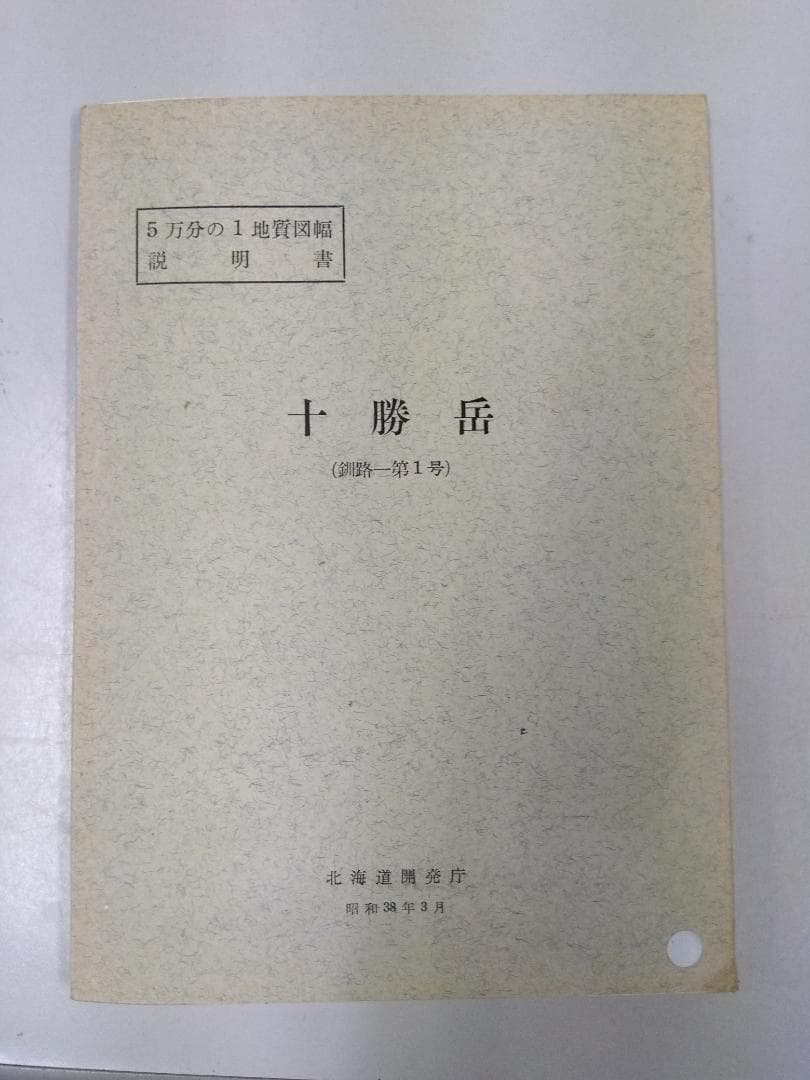 5万分の1地質図幅
説明書
十勝岳
(釧路―第1号)
北海道開発庁
昭和38年3月